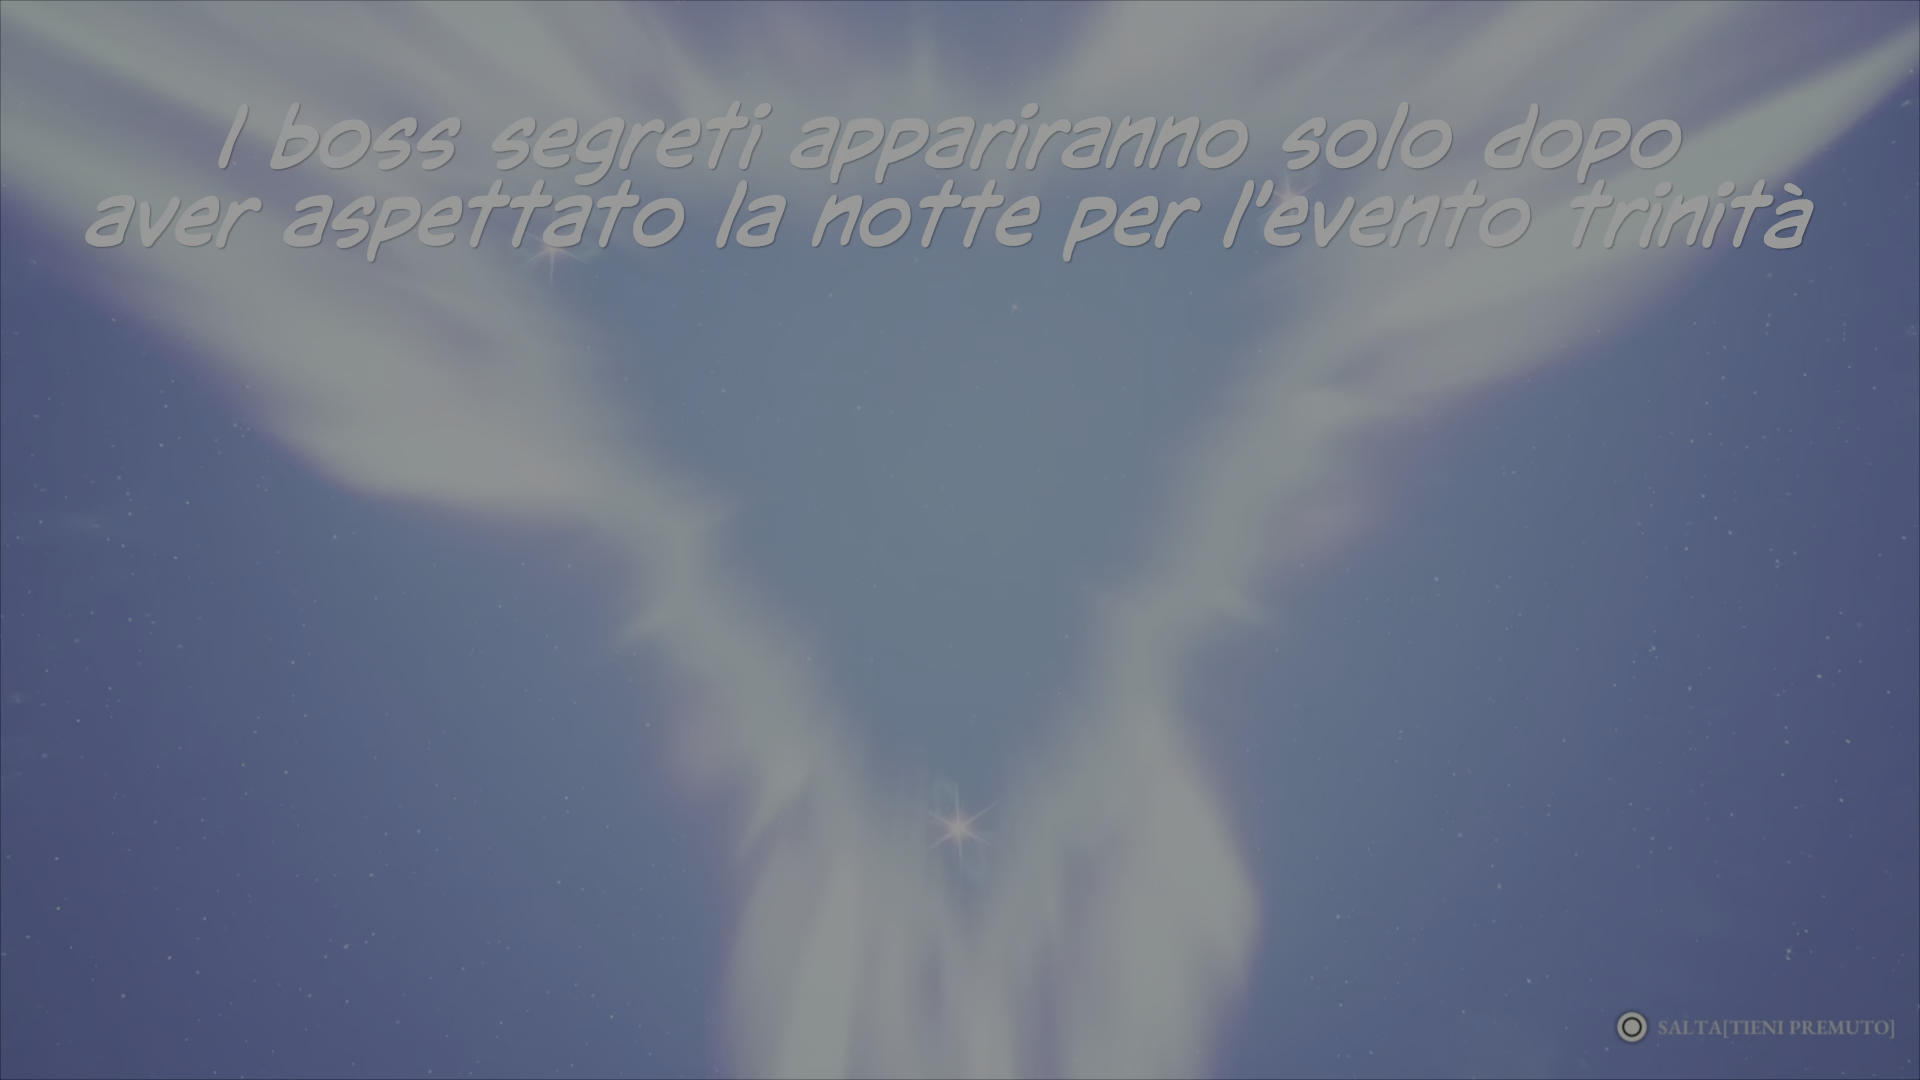 I boss segreti appariranno solo dopo
aver aspettato la notte per l'evento trinità
SALTA[TIENI PREMUTO]